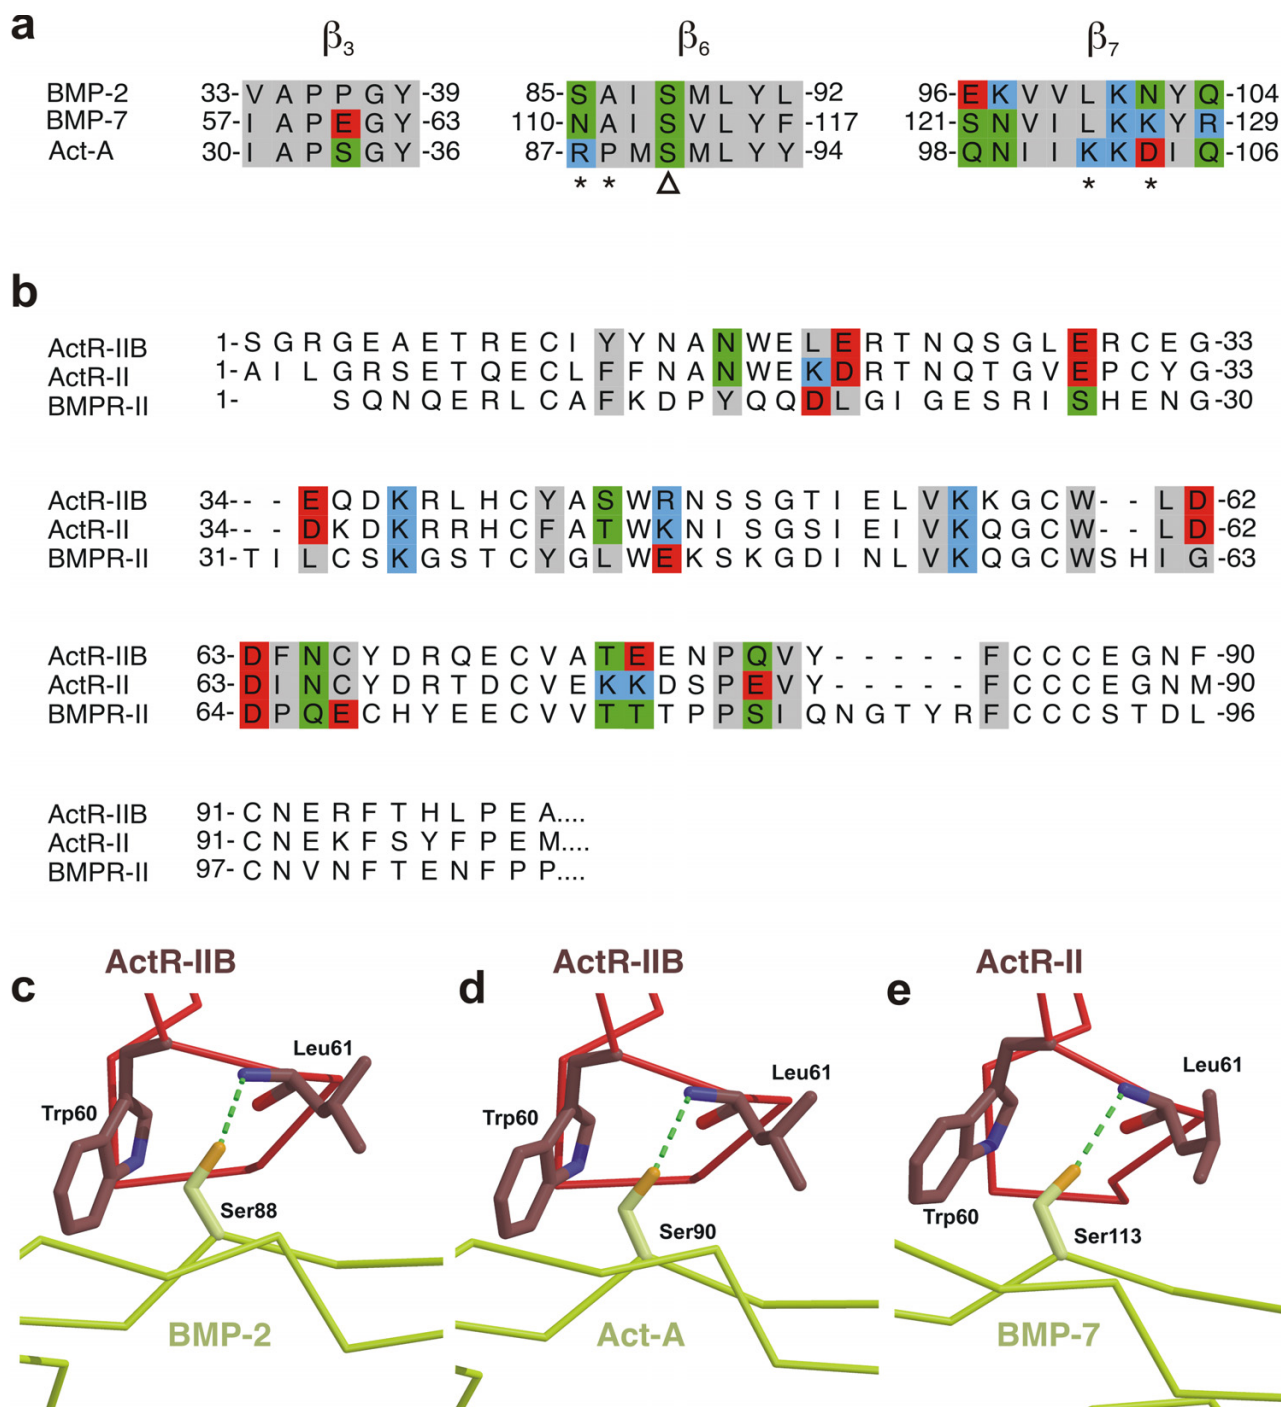 a
β3 β6 β7
BMP-2 33-V A P P G Y-39 85-S A I S M L Y L-92 96-E K V V L K N Y Q-104
BMP-7 57-I A P E G Y-63 110-N A I S V L Y F-117 121-S N V I L K K Y R-129
Act-A 30-I A P S G Y-36 87-R P M S M L Y Y-94 98-Q N I I K K D I Q-106
* * Δ * *
b
ActR-IIB 1-S G R G E A E T R E C I Y Y N A N W E L E R T N Q S G L E R C E G-33
ActR-II 1-A I L G R S E T Q E C L F F N A N W E K D R T N Q T G V E P C Y G-33
BMPR-II 1- S Q N Q E R L C A F K D P Y Q Q D L G I G E S R I S H E N G-30
ActR-IIB 34-- - E Q D K R L H C Y A S W R N S S G T I E L V K K G C W - - L D-62
ActR-II 34-- - D K D K R R H C F A T W K N I S G S I E I V K Q G C W - - L D-62
BMPR-II 31-T I L C S K G S T C Y G L W E K S K G D I N L V K Q G C W S H I G-63
ActR-IIB 63-D F N C Y D R Q E C V A T E E N P Q V Y - - - - - F C C C E G N F-90
ActR-II 63-D I N C Y D R T D C V E K K D S P E V Y - - - - - F C C C E G N M-90
BMPR-II 64-D P Q E C H Y E E C V V T T T P P S I Q N G T Y R F C C C S T D L-96
ActR-IIB 91-C N E R F T H L P E A....
ActR-II 91-C N E K F S Y F P E M....
BMPR-II 97-C N V N F T E N F P P....
c
ActR-IIB
Leu61
Trp60
Ser88
BMP-2
d
ActR-IIB
Leu61
Trp60
Ser90
Act-A
e
ActR-II
Leu61
Trp60
Ser113
BMP-7